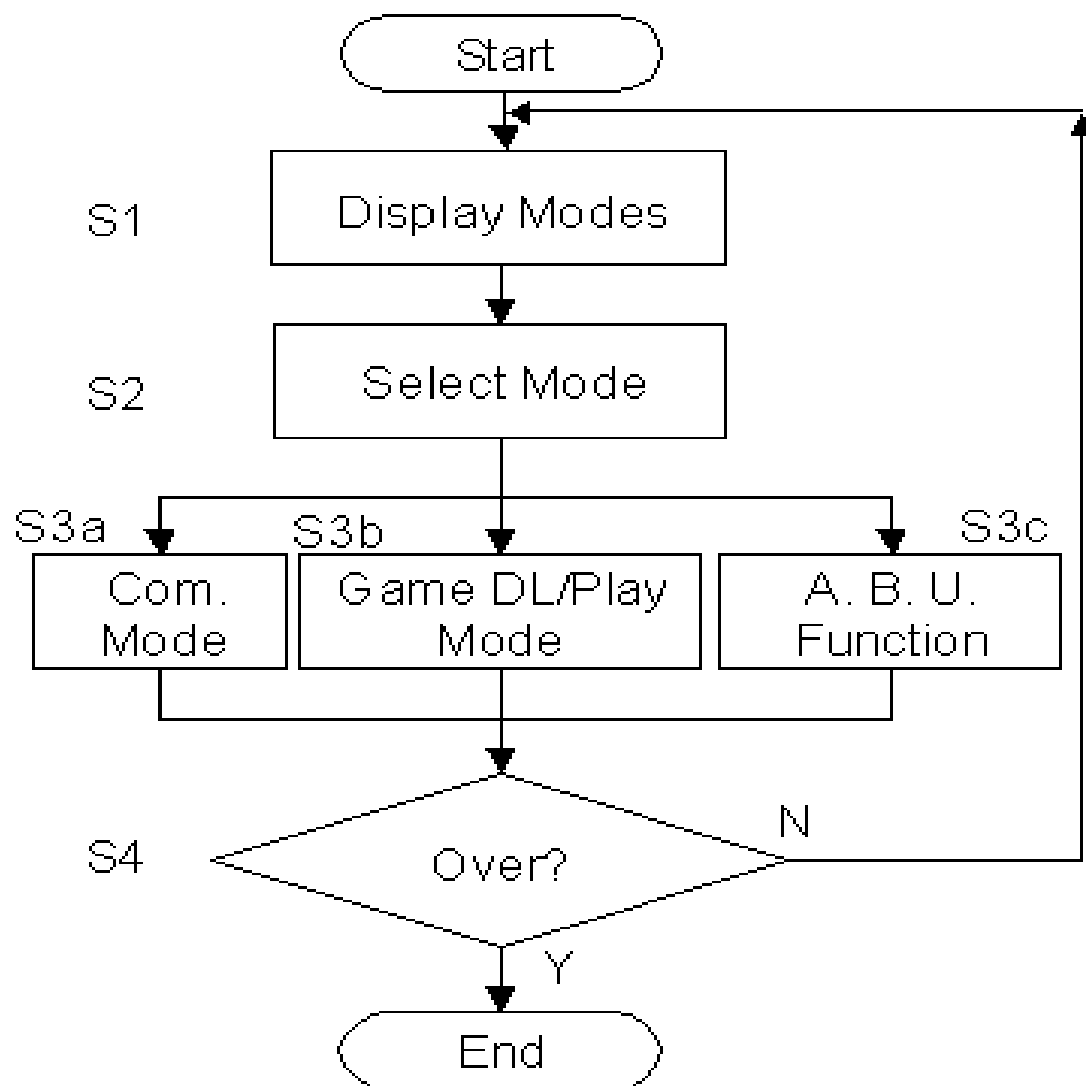 Start
S1
Display Modes
S2
Select Mode
S3a
S3b
S3c
Com.
Mode
Game DL/Play
Mode
A. B. U.
Function
S4
Over?
N
Y
End